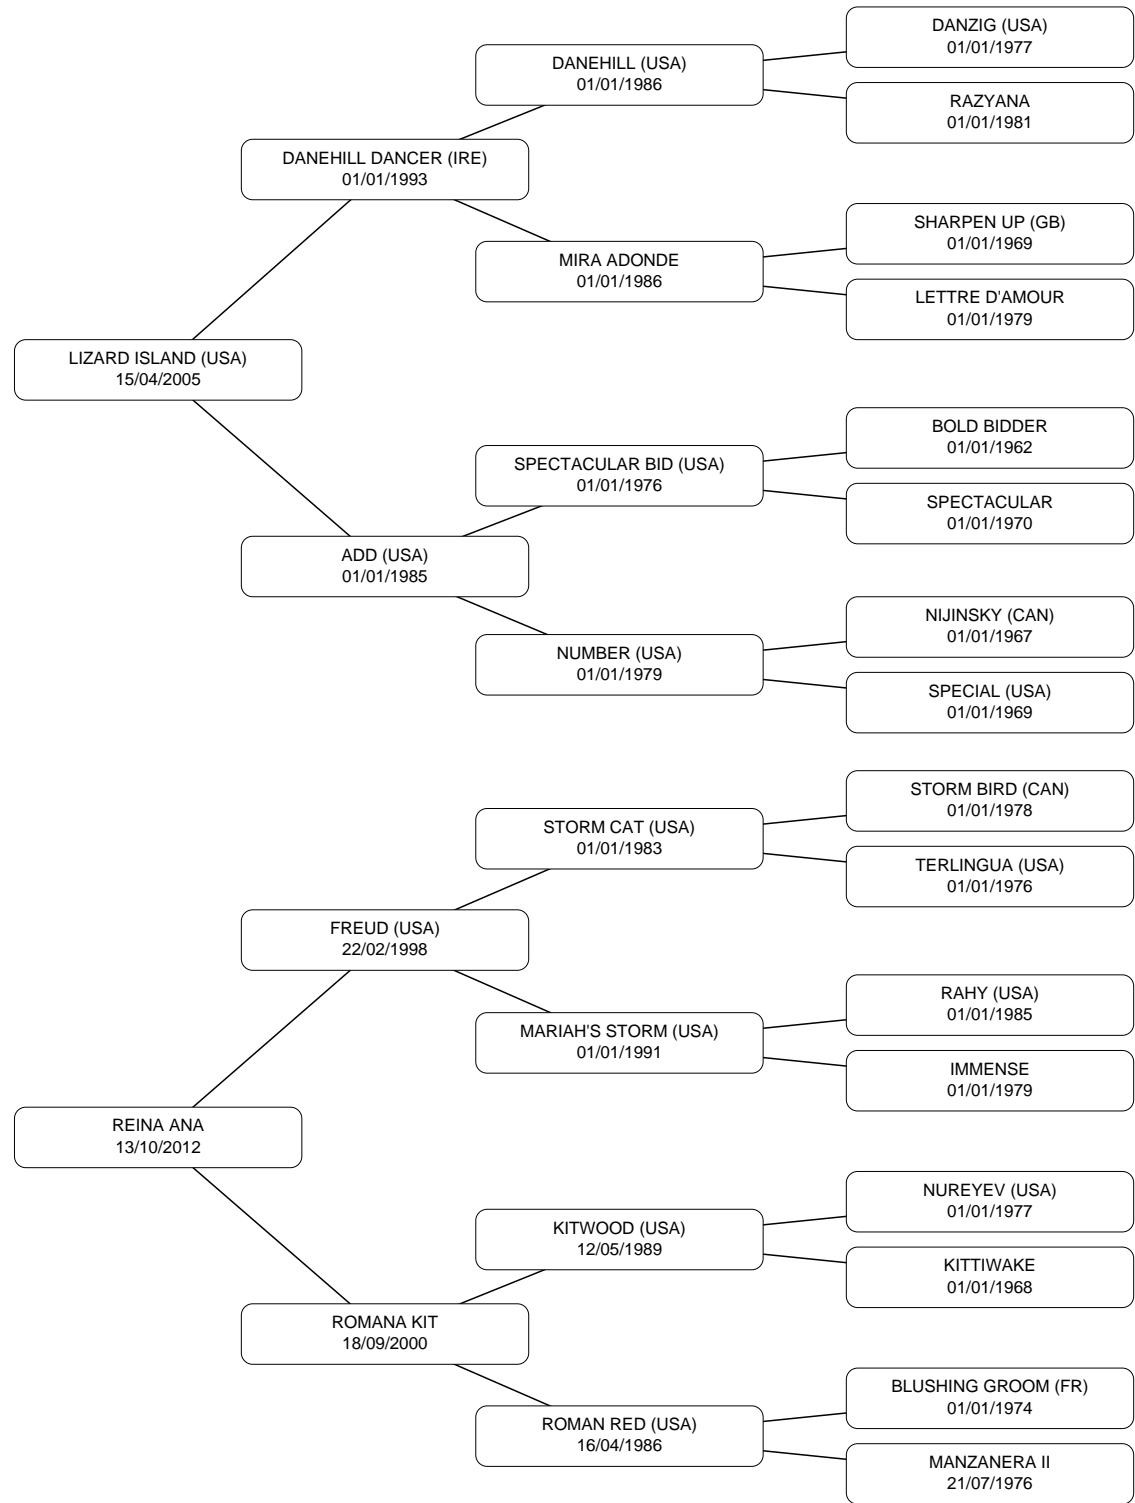 DANZIG (USA)
01/01/1977
DANEHILL (USA)
01/01/1986
RAZYANA
01/01/1981
DANEHILL DANCER (IRE)
01/01/1993
SHARPEN UP (GB)
01/01/1969
MIRA ADONDE
01/01/1986
LETTRE D'AMOUR
01/01/1979
LIZARD ISLAND (USA)
15/04/2005
BOLD BIDDER
01/01/1962
SPECTACULAR BID (USA)
01/01/1976
SPECTACULAR
01/01/1970
ADD (USA)
01/01/1985
NIJINSKY (CAN)
01/01/1967
NUMBER (USA)
01/01/1979
SPECIAL (USA)
01/01/1969
STORM BIRD (CAN)
01/01/1978
STORM CAT (USA)
01/01/1983
TERLINGUA (USA)
01/01/1976
FREUD (USA)
22/02/1998
RAHY (USA)
01/01/1985
MARIAH'S STORM (USA)
01/01/1991
IMMENSE
01/01/1979
REINA ANA
13/10/2012
NUREYEV (USA)
01/01/1977
KITWOOD (USA)
12/05/1989
KITTIWAKE
01/01/1968
ROMANA KIT
18/09/2000
BLUSHING GROOM (FR)
01/01/1974
ROMAN RED (USA)
16/04/1986
MANZANERA II
21/07/1976